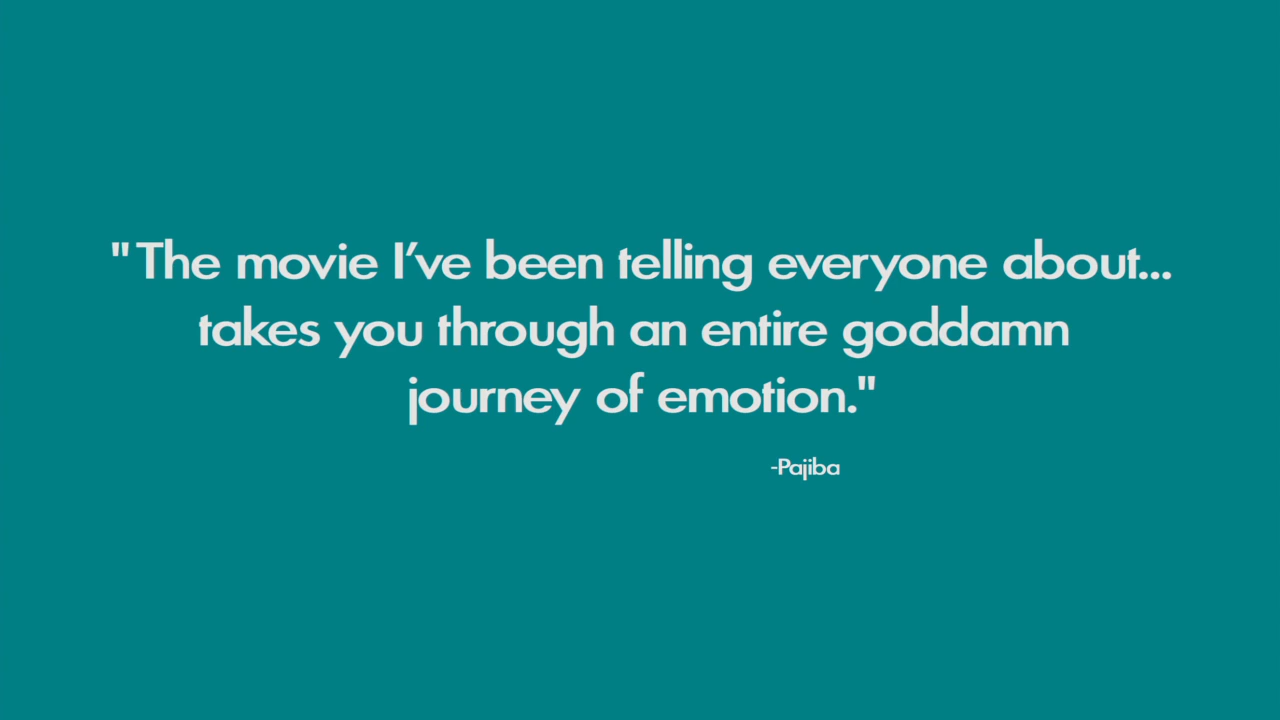 "The movie I’ve been telling everyone about...
takes you through an entire goddamn
journey of emotion."
-Pajiba